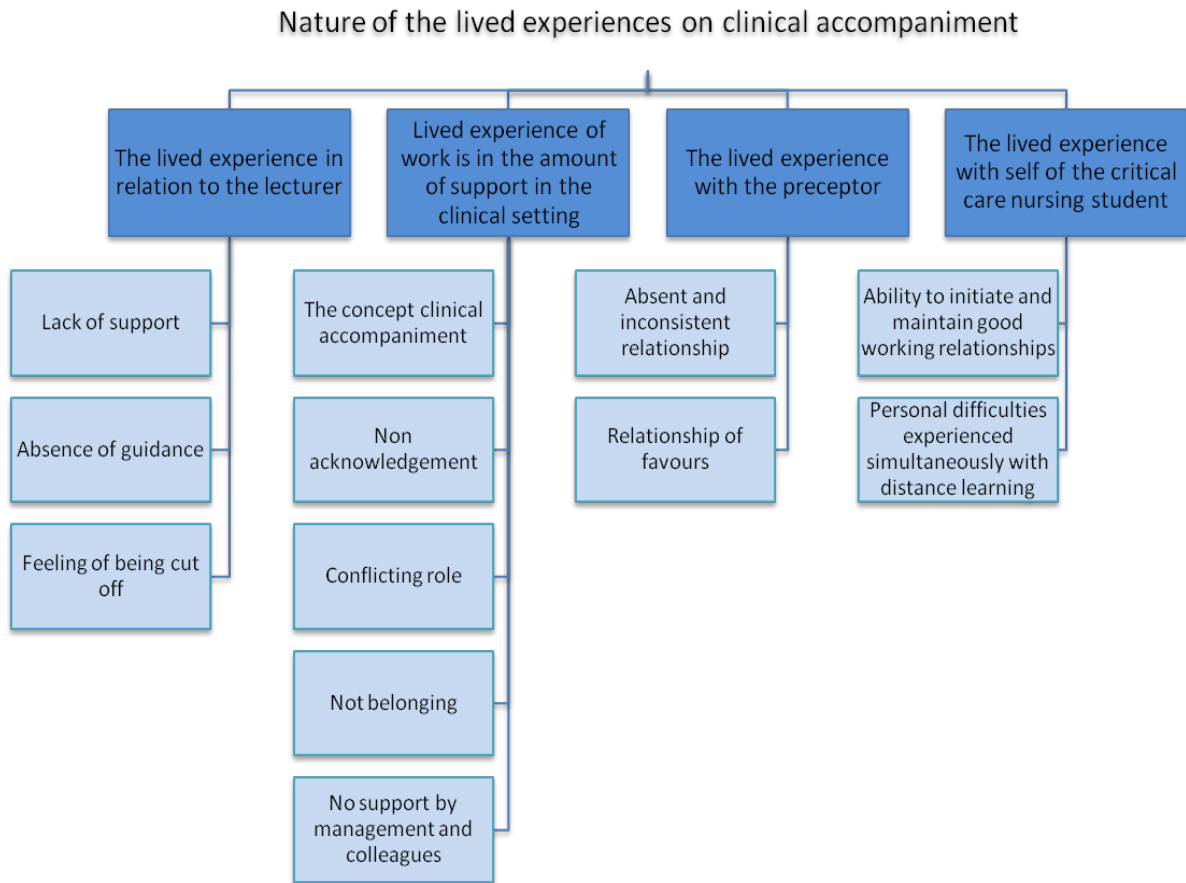 Nature of the lived experiences on clinical accompaniment
The lived experience in
relation to the lecturer
Lack of support
Absence of guidance
Feeling of being cut
off
Lived experience of
work is in the amount
of support in the
clinical setting
The concept clinical
accompaniment
Non
acknowledgement
Conflicting role
Not belonging
No support by
management and
colleagues
The lived experience
with the preceptor
Absent and
inconsistent
relationship
Relationship of
favours
The lived experience
with self of the critical
care nursing student
Ability to initiate and
maintain good
working relationships
Personal difficulties
experienced
simultaneously with
distance learning